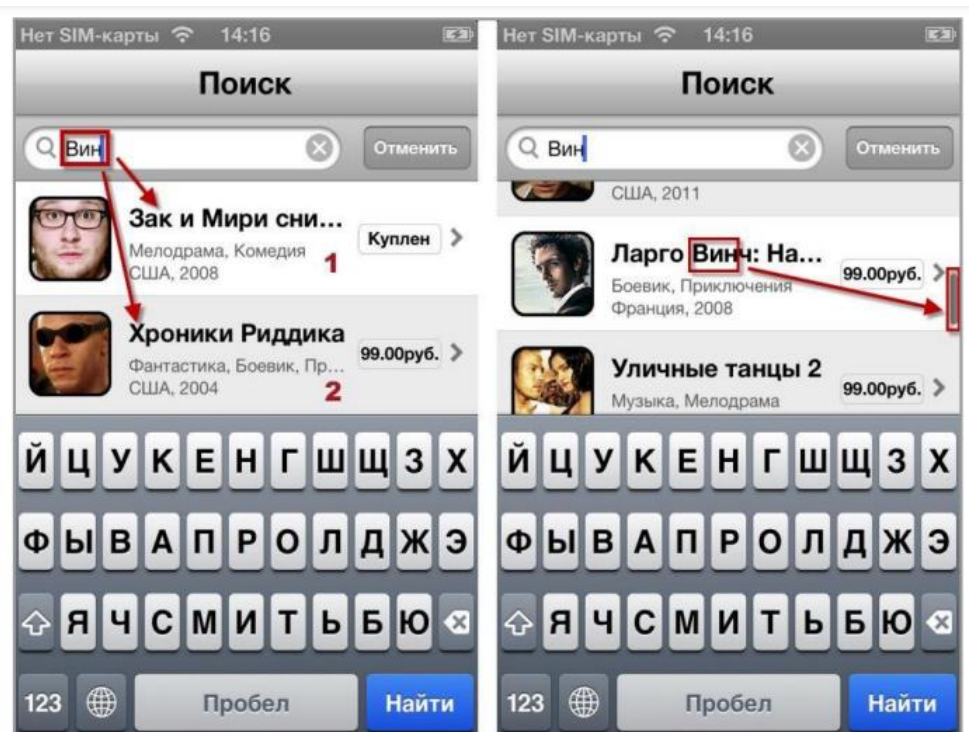 Нет SIM-карты 14:16
Поиск
Вин
Отменить
Зак и Мири сни...
Мелодрама, Комедия
США, 2008
1
Куплен
Хроники Риддика
Фантастика, Боевик, Пр...
США, 2004
2
99.00руб.
Й Ц У К Е Н Г Ш Щ З Х
Ф Ы В А П Р О Л Д Ж Э
Я Ч С М И Т Ь Б Ю
123 Пробел Найти
Нет SIM-карты 14:16
Поиск
Вин
Отменить
США, 2011
Ларго Винч: На...
Боевик, Приключения
Франция, 2008
99.00руб.
Уличные танцы 2
Музыка, Мелодрама
99.00руб.
Й Ц У К Е Н Г Ш Щ З Х
Ф Ы В А П Р О Л Д Ж Э
Я Ч С М И Т Ь Б Ю
123 Пробел Найти